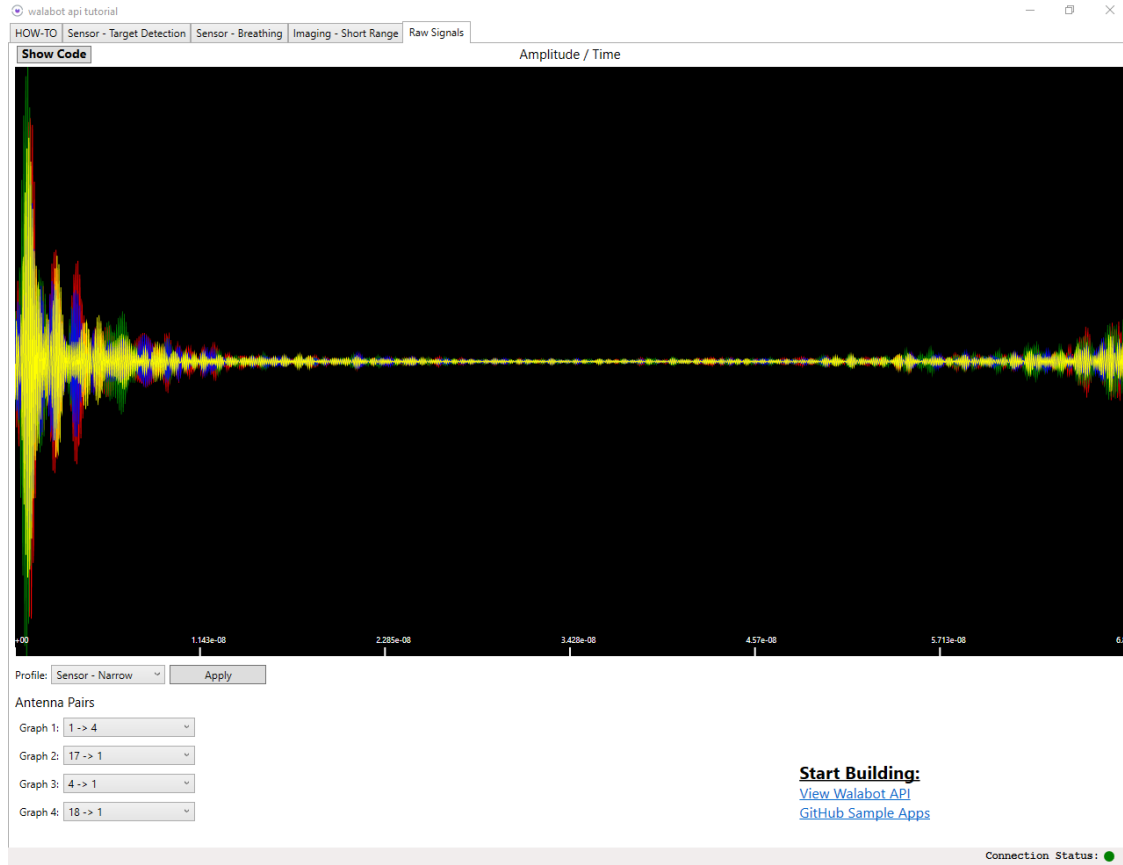 walabot api tutorial
HOW-TO Sensor - Target Detection Sensor - Breathing Imaging - Short Range Raw Signals
Show Code Amplitude / Time
+00 1.143e-08 2.285e-08 3.428e-08 4.57e-08 5.713e-08
Profile: Sensor - Narrow Apply
Antenna Pairs
Graph 1: 1 -> 4
Graph 2: 17 -> 1
Graph 3: 4 -> 1
Graph 4: 18 -> 1
Start Building:
View Walabot API
GitHub Sample Apps
Connection Status: